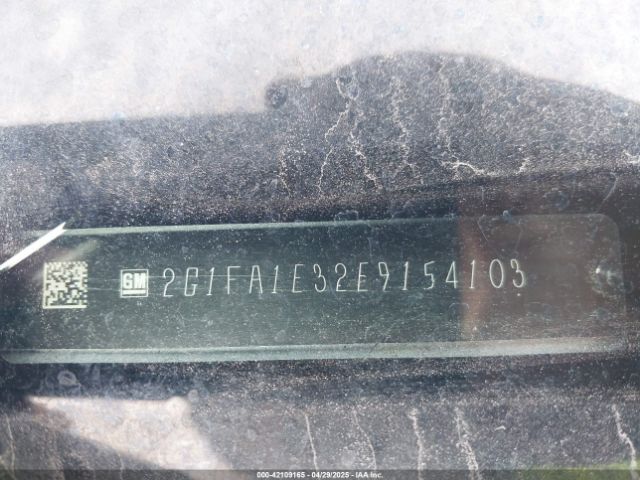 GM 2G1FA1E32E9154103
000-42109165 - 04/29/2025 - IAA, Inc.